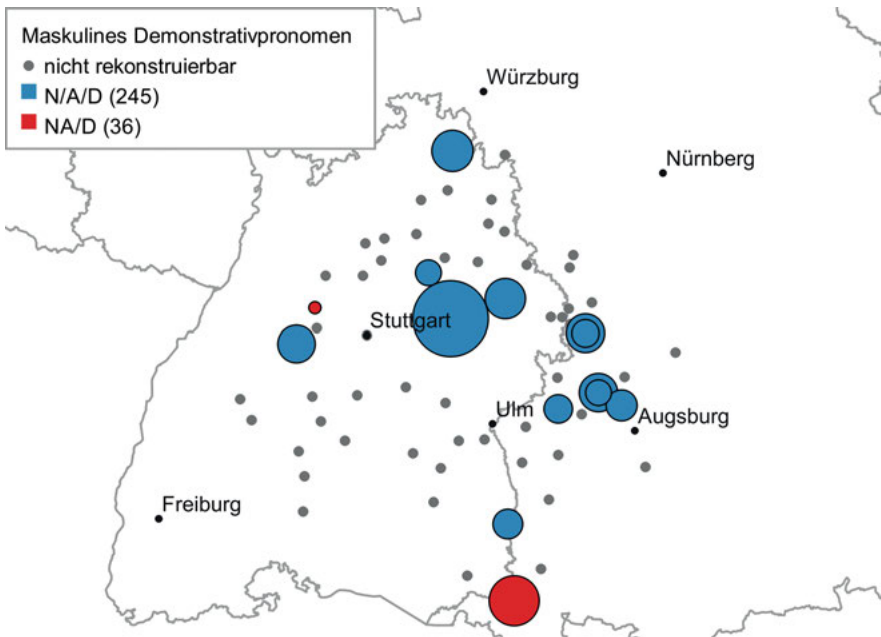 Maskulines Demonstrativpronomen
nicht rekonstruierbar
N/A/D (245)
NA/D (36)
Würzburg
Nürnberg
Stuttgart
Ulm
Augsburg
Freiburg